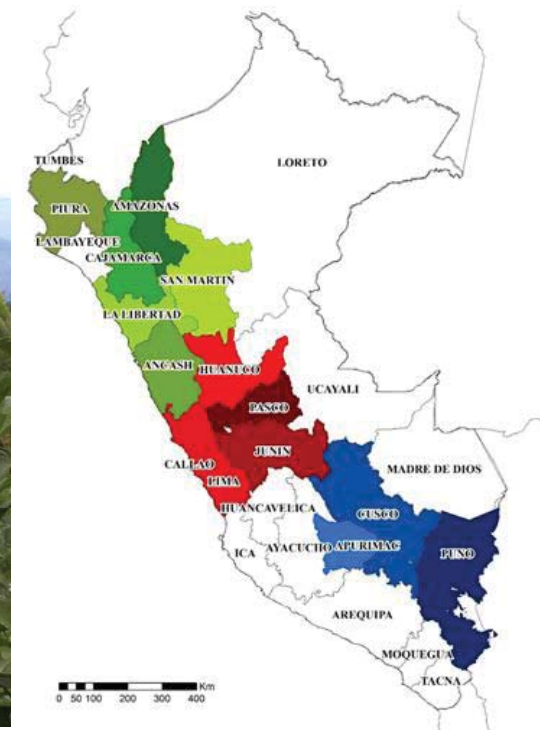 TUMBES
LORETO
PIURA
AMAZONAS
LAMBAYEQUE
CAJAMARCA
SAN MARTIN
LA LIBERTAD
ANCASH
HUANUCO
UCAYALI
PASCO
JUNIN
CALLAO
LIMA
MADRE DE DIOS
HUANCAVELICA
CUSCO
ICA
AYACUCHO
APURIMAC
PUNO
AREQUIPA
MOQUEGUA
TACNA
Km
0 50 100 200 300 400